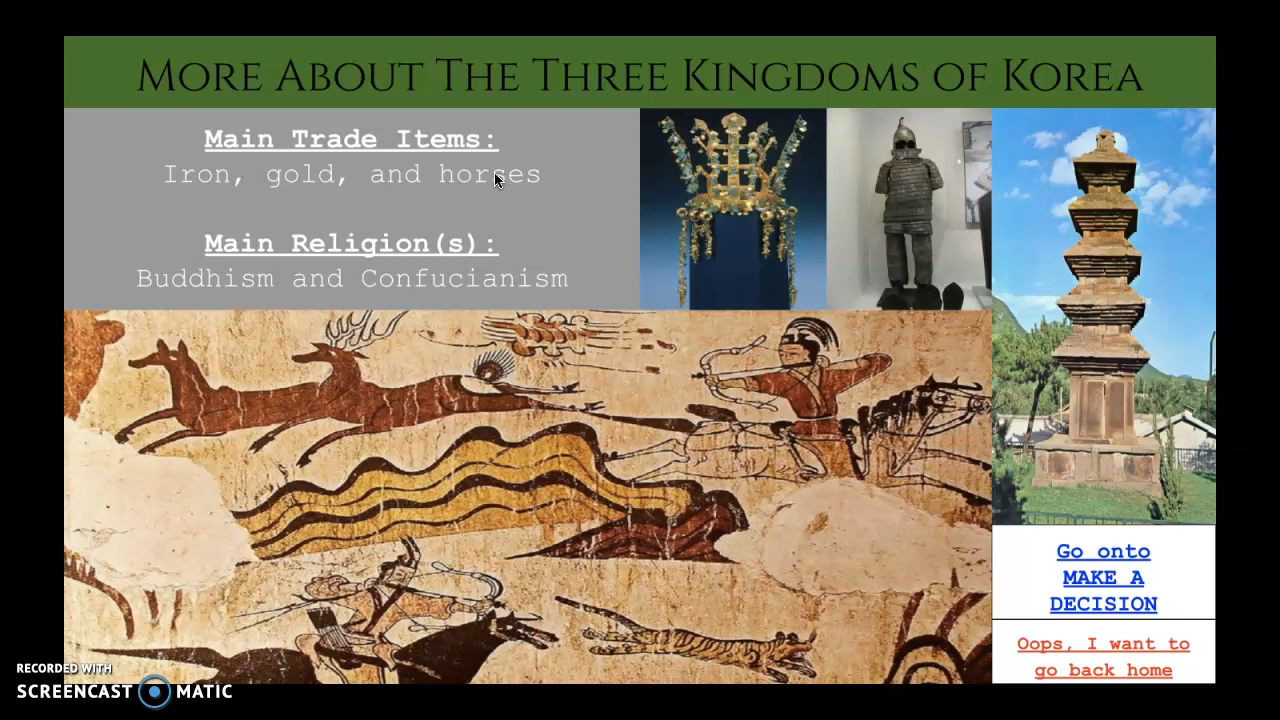 MORE ABOUT THE THREE KINGDOMS OF KOREA
Main Trade Items:
Iron, gold, and horses
Main Religion(s):
Buddhism and Confucianism
Go onto
MAKE A
DECISION
Oops, I want to
go back home
RECORDED WITH
SCREENCAST MATIC